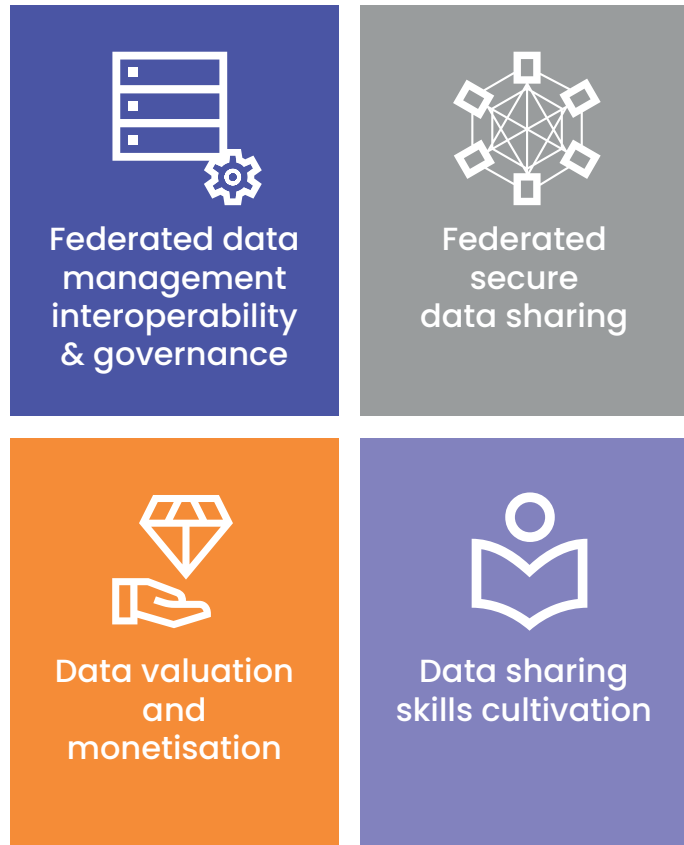 Federated data
management
interoperability
& governance
Federated
secure
data sharing
Data valuation
and
monetisation
Data sharing
skills cultivation